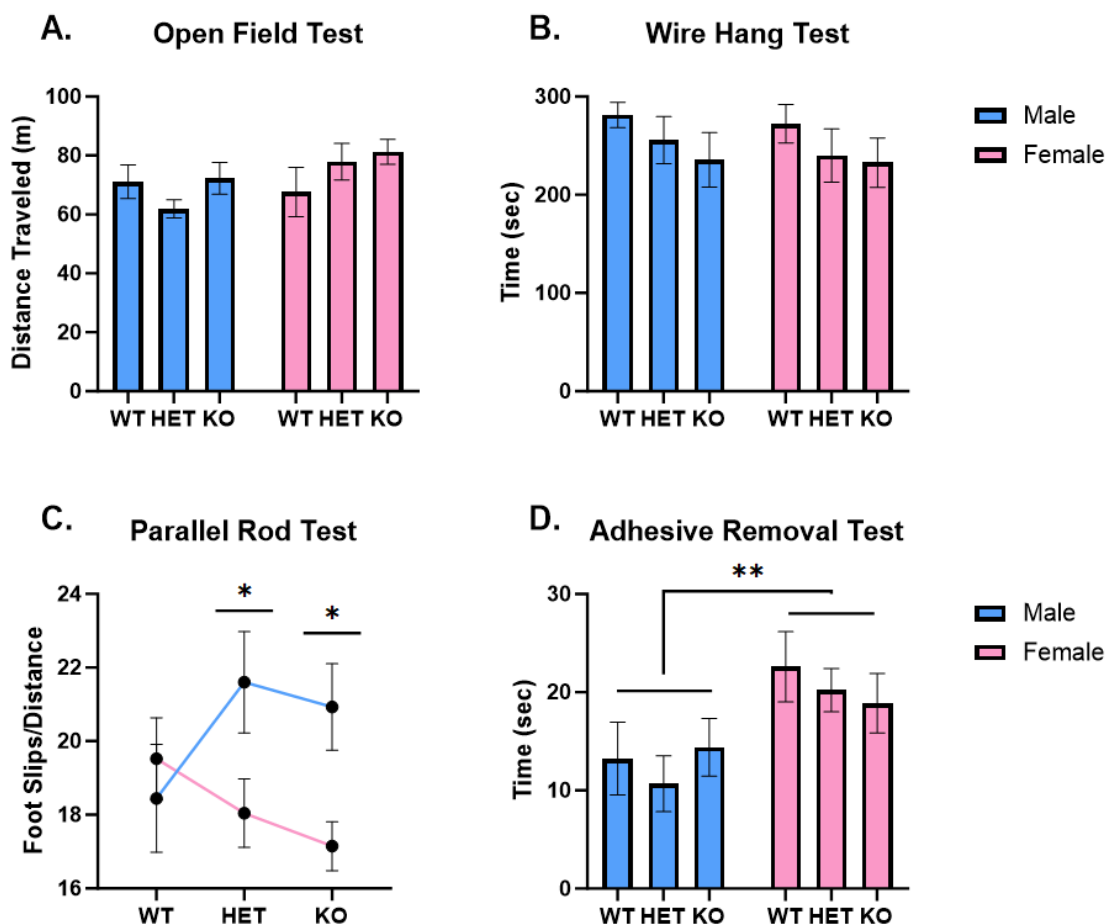 A.
Open Field Test
Distance Traveled (m)
100
80
60
40
20
0
WT HET KO
WT HET KO
B.
Wire Hang Test
Time (sec)
300
200
100
0
WT HET KO
WT HET KO
Male
Female
C.
Parallel Rod Test
Foot Slips/Distance
24
22
20
18
16
*
*
WT
HET
KO
D.
Adhesive Removal Test
Time (sec)
30
20
10
0
**
WT HET KO
WT HET KO
Male
Female